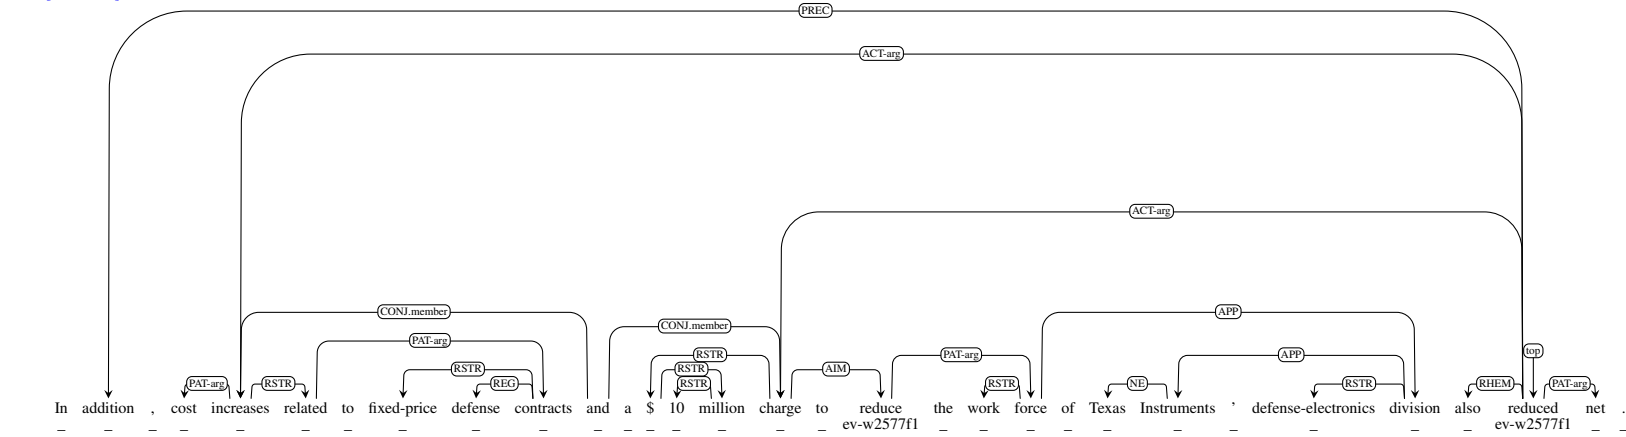 PREC
ACT-arg
ACT-arg
CONJ.member APP
CONJ.member
PAT-arg
top
RSTR PAT-arg APP
RSTR RSTR AIM
PAT-arg RSTR REG RSTR RSTR NE RSTR RHEM PAT-arg
In addition , cost increases related to fixed-price defense contracts and a $ 10 million charge to reduce the work force of Texas Instruments ' defense-electronics division also reduced net .
_ _ _ _ _ _ _ _ _ _ _ _ _ _ _ _ _ ev-w2577f1 _ _ _ _ _ _ _ _ _ _ ev-w2577f1 _ _